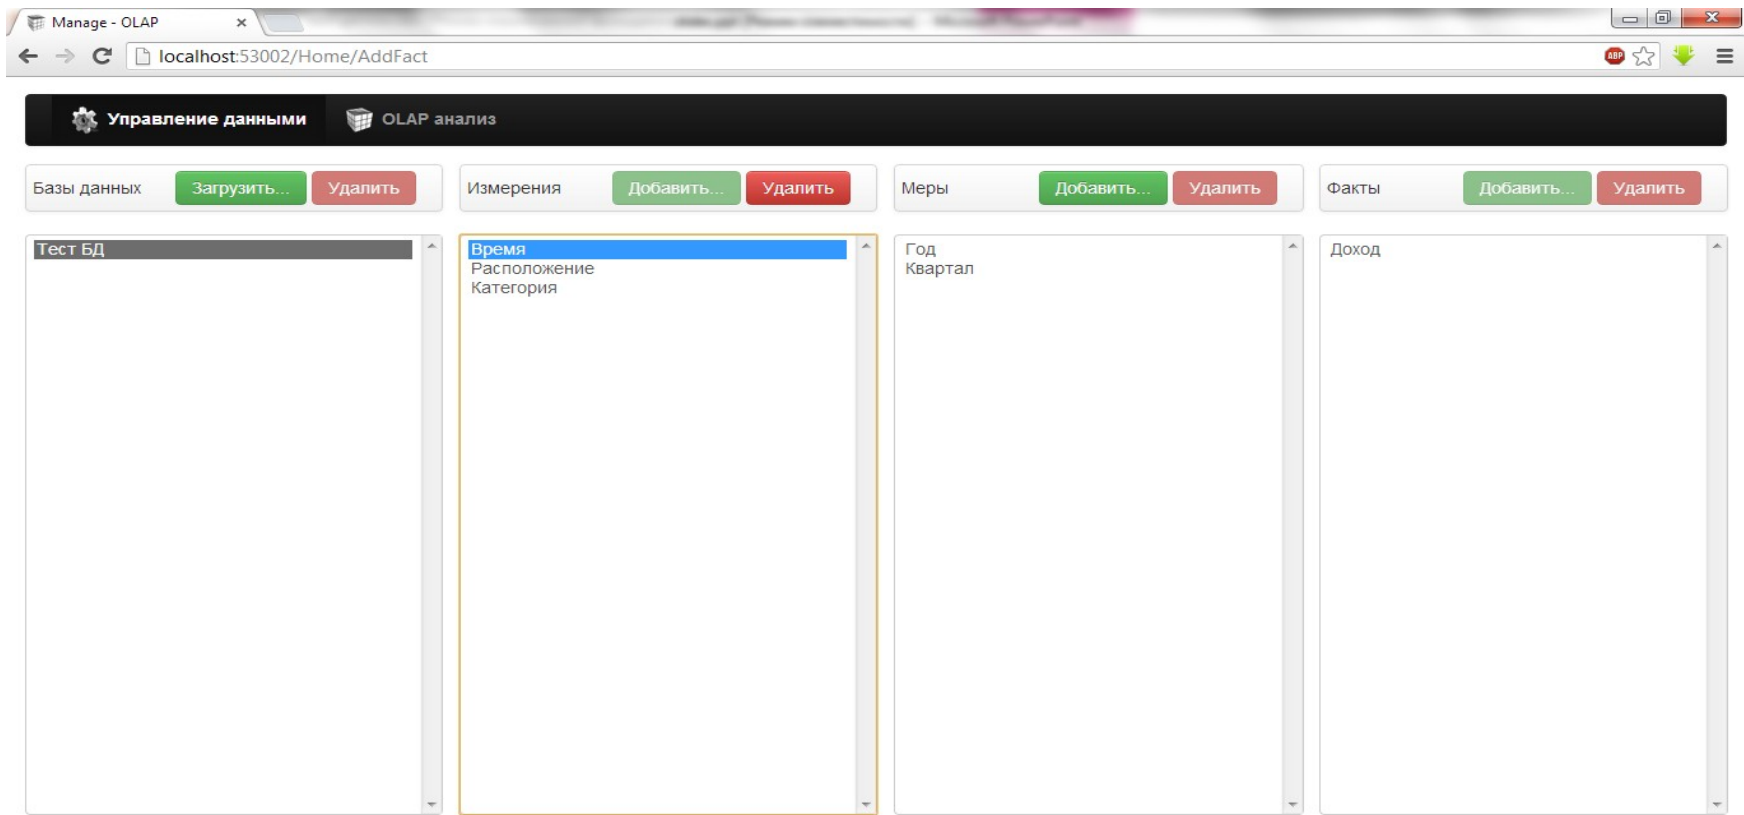 Manage - OLAP
localhost:53002/Home/AddFact
ABP
Управление данными OLAP анализ
Базы данных Загрузить... Удалить
Измерения Добавить... Удалить
Меры Добавить... Удалить
Факты Добавить... Удалить
Тест БД
Время
Расположение
Категория
Год
Квартал
Доход